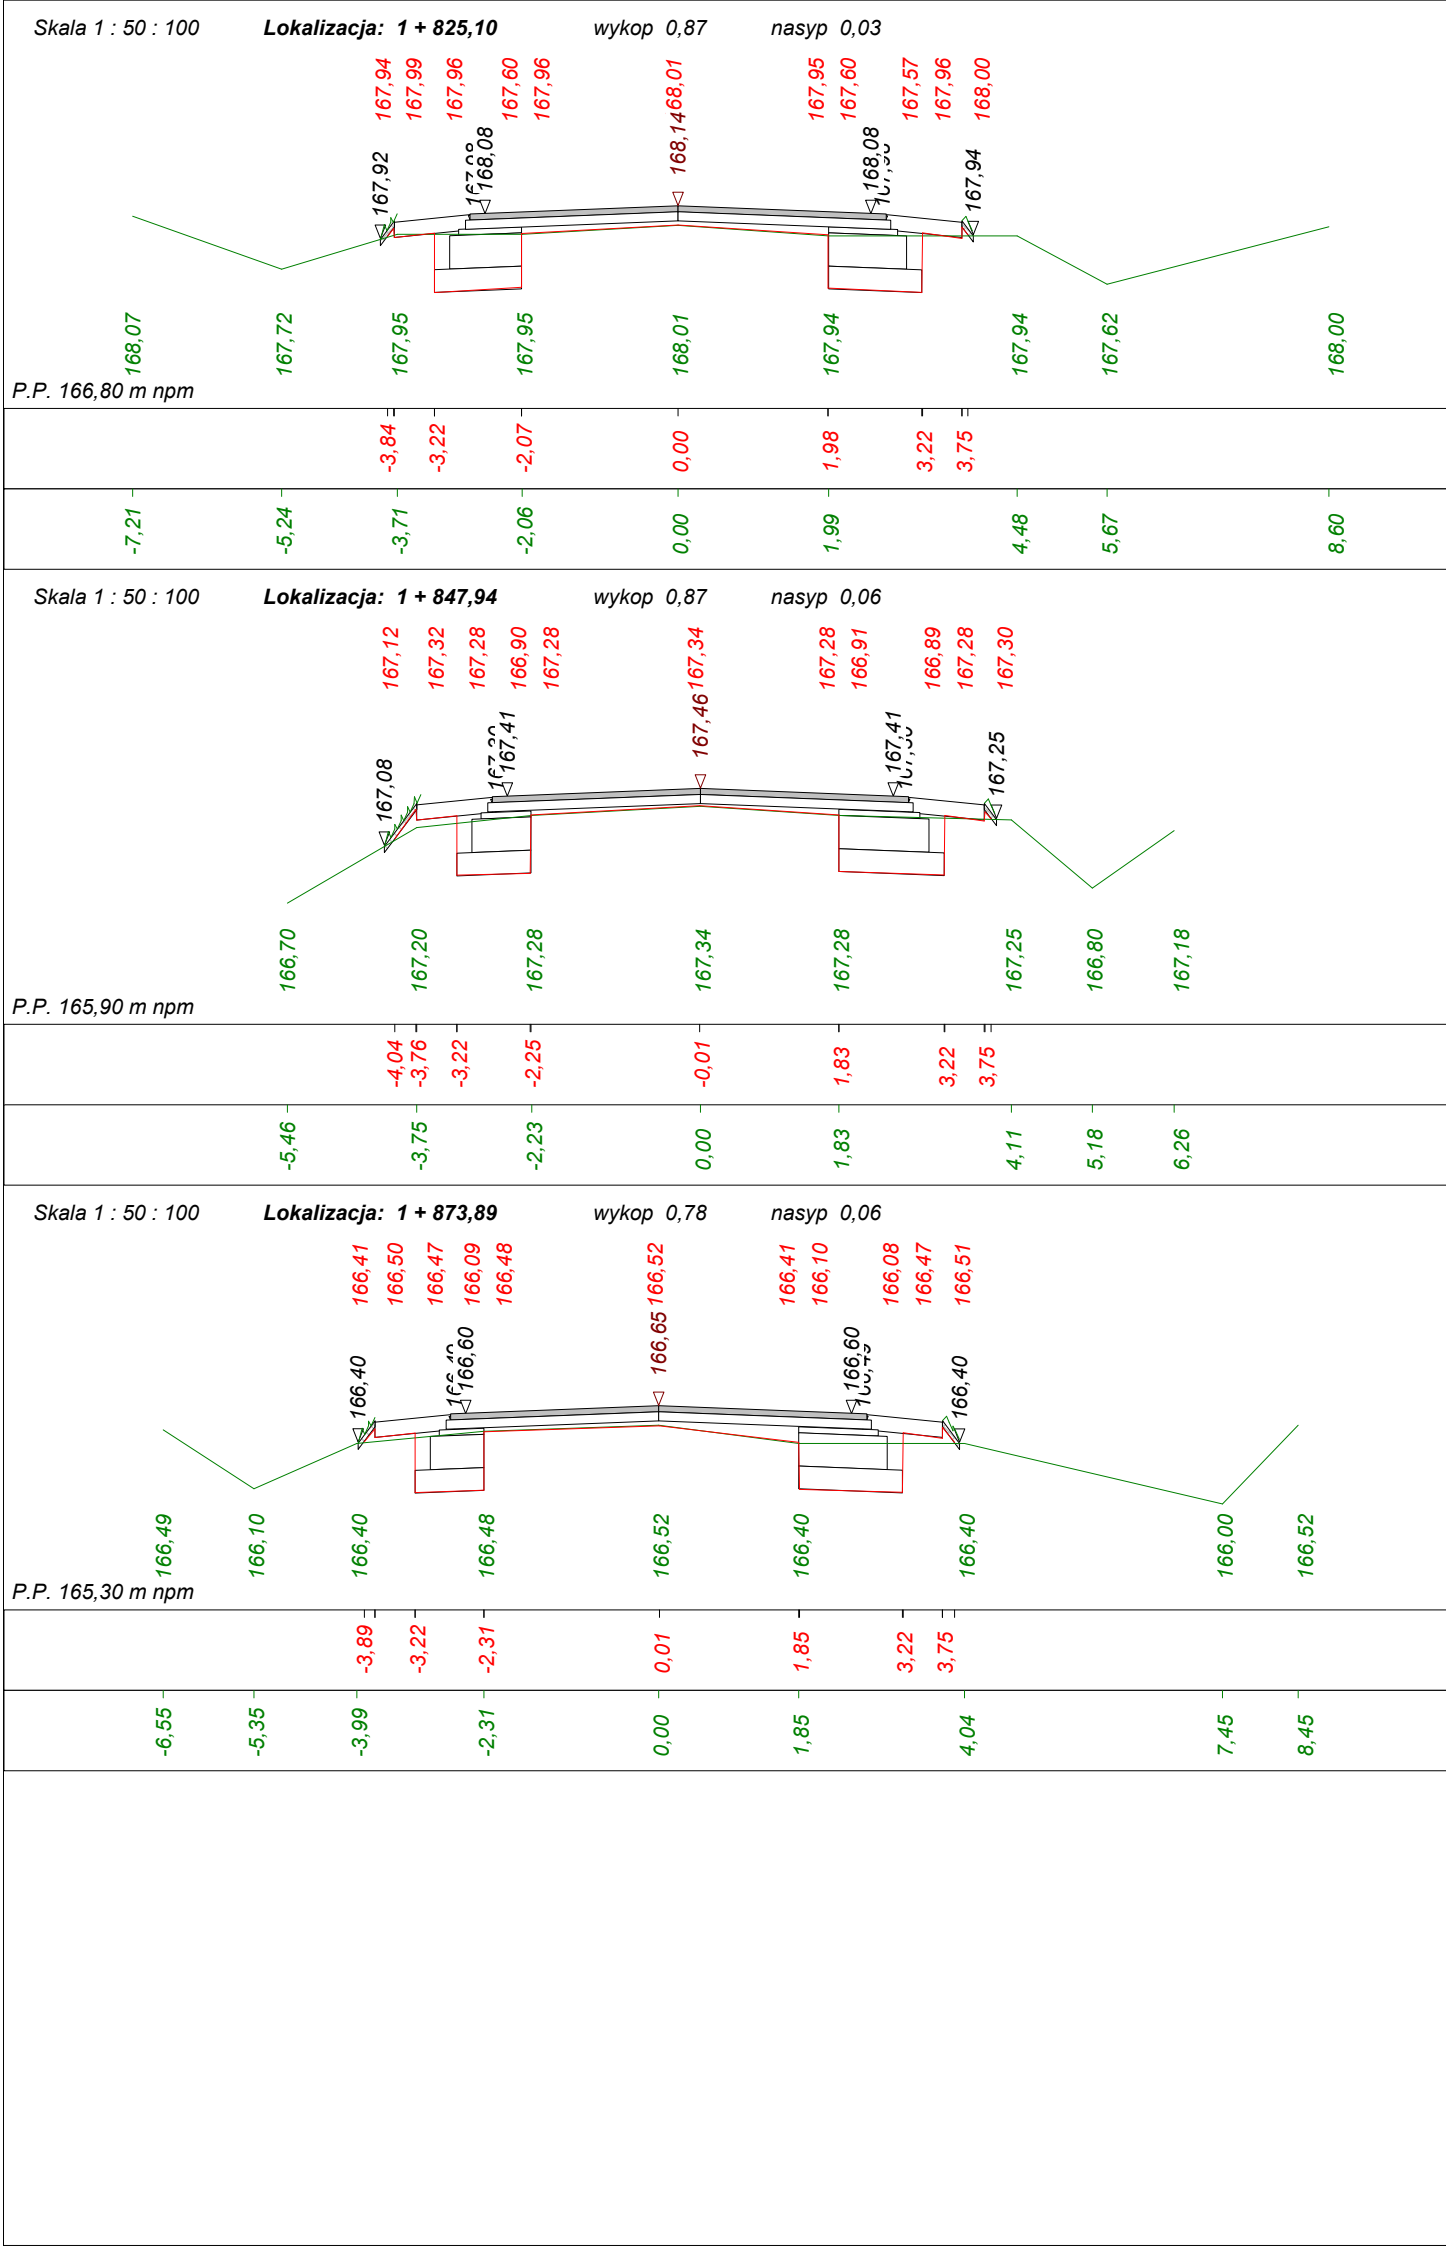 Skala 1 : 50 : 100 Lokalizacja: 1 + 825,10 wykop 0,87 nasyp 0,03
167,94 167,99 167,96 167,60 167,96 168,01 167,95 167,60 167,57 167,96 168,00
167,92 168,08 168,14 168,08 167,94
168,07 167,72 167,95 167,95 168,01 167,94 167,94 167,62 168,00
P.P. 166,80 m npm
-3,84 -3,22 -2,07 0,00 1,98 3,22 3,75
-7,21 -5,24 -3,71 -2,06 0,00 1,99 4,48 5,67 8,60
Skala 1 : 50 : 100 Lokalizacja: 1 + 847,94 wykop 0,87 nasyp 0,06
167,12 167,32 167,28 166,90 167,28 167,34 167,28 166,91 166,89 167,28 167,30
167,08 167,41 167,46 167,41 167,25
166,70 167,20 167,28 167,34 167,28 167,25 166,80 167,18
P.P. 165,90 m npm
-4,04 -3,76 -3,22 -2,25 -0,01 1,83 3,22 3,75
-5,46 -3,75 -2,23 0,00 1,83 4,11 5,18 6,26
Skala 1 : 50 : 100 Lokalizacja: 1 + 873,89 wykop 0,78 nasyp 0,06
166,41 166,50 166,47 166,09 166,48 166,52 166,41 166,10 166,08 166,47 166,51
166,40 166,60 166,65 166,60 166,40
166,49 166,10 166,40 166,48 166,52 166,40 166,40 166,00 166,52
P.P. 165,30 m npm
-3,89 -3,22 -2,31 0,01 1,85 3,22 3,75
-6,55 -5,35 -3,99 -2,31 0,00 1,85 4,04 7,45 8,45